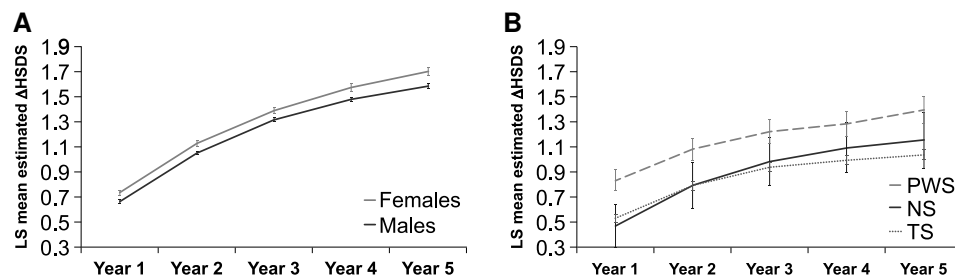 A
LS mean estimated ΔHSDS
1.9
1.7
1.5
1.3
1.1
0.9
0.7
0.5
0.3
Females
Males
Year 1 Year 2 Year 3 Year 4 Year 5
B
LS mean estimated ΔHSDS
1.9
1.7
1.5
1.3
1.1
0.9
0.7
0.5
0.3
PWS
NS
TS
Year 1 Year 2 Year 3 Year 4 Year 5